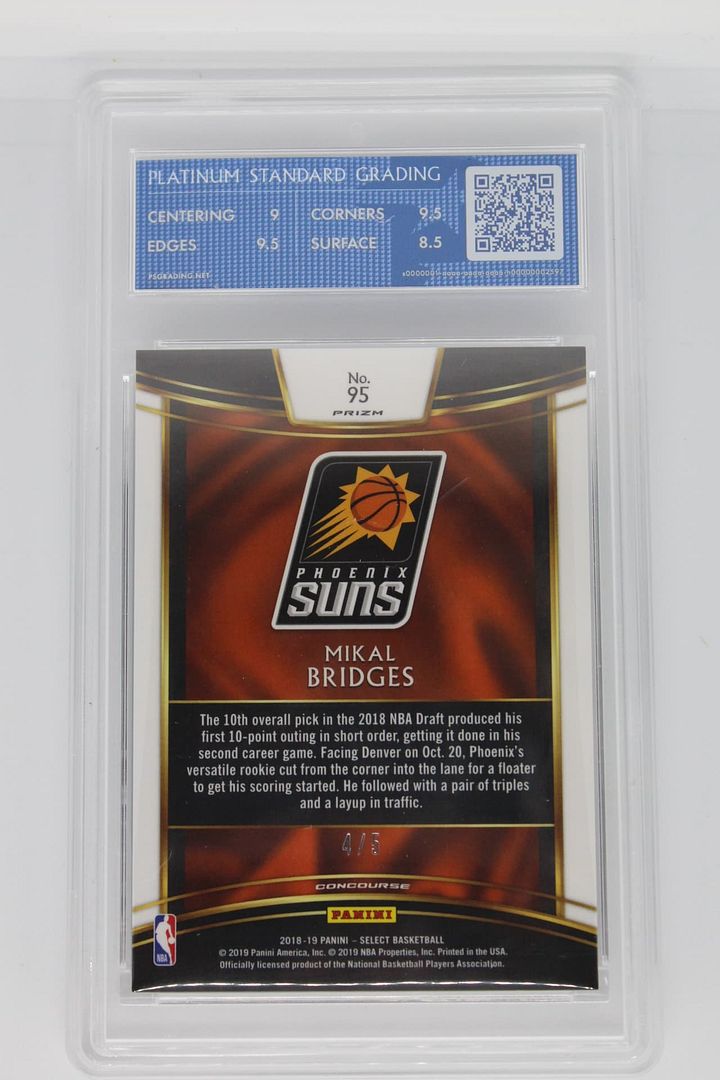 PLATINUM STANDARD GRADING
CENTERING 9 CORNERS 9.5
EDGES 9.5 SURFACE 8.5
PSGRADING.NET
No.
95
PRIZM
PHOENIX
SUNS
MIKAL
BRIDGES
The 10th overall pick in the 2018 NBA Draft produced his
first 10-point outing in short order, getting it done in his
second career game. Facing Denver on Oct. 20, Phoenix's
versatile rookie cut from the corner into the lane for a floater
to get his scoring started. He followed with a pair of triples
and a layup in traffic.
4/5
CONCOURSE
PANINI
NBA
2018-19 PANINI – SELECT BASKETBALL
© 2019 Panini America, Inc. © 2019 NBA Properties, Inc. Printed in the USA.
Officially licensed product of the National Basketball Players Association.